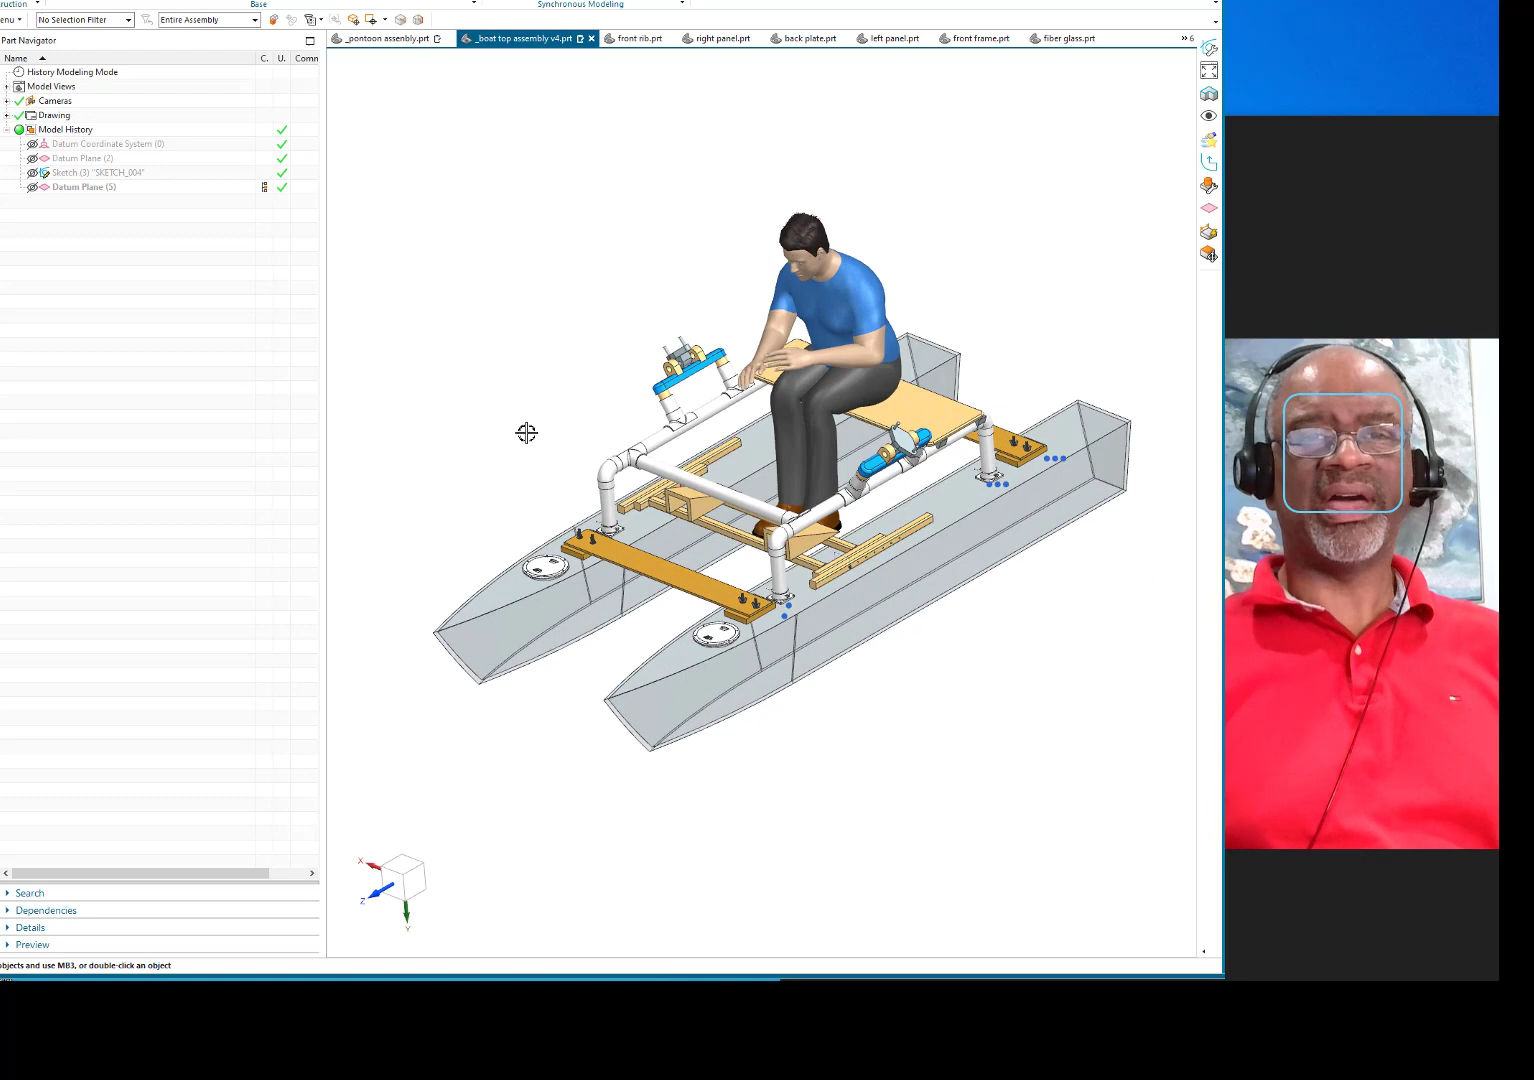 ruction
Base
Synchronous Modeling
enu
No Selection Filter
Entire Assembly
Part Navigator
_pontoon assenbly.prt
_boat top assembly v4.prt
front rib.prt
right panel.prt
back plate.prt
left panel.prt
front frame.prt
fiber glass.prt
6
Name
C.
U.
Comn
History Modeling Mode
Model Views
Cameras
Drawing
Model History
Datum Coordinate System (0)
Datum Plane (2)
Sketch (3) "SKETCH_004"
Datum Plane (5)
X
Z
Y
Search
Dependencies
Details
Preview
objects and use MB3, or double-click an object